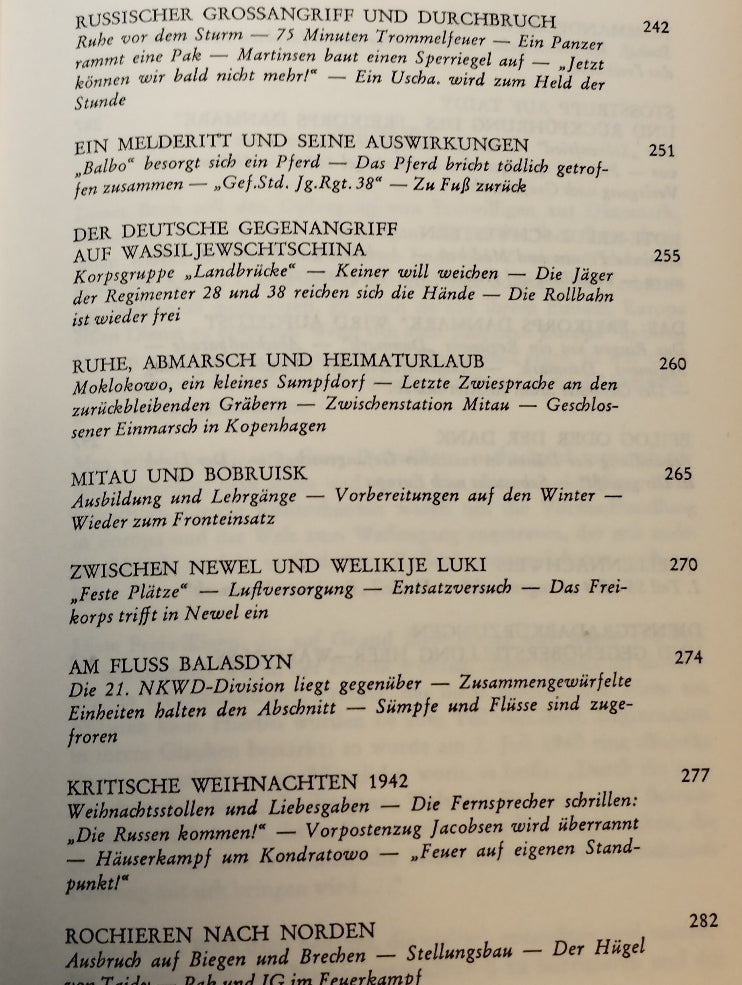 RUSSISCHER GROSSANGRIFF UND DURCHBRUCH 242
Ruhe vor dem Sturm — 75 Minuten Trommelfeuer — Ein Panzer
rammt eine Pak — Martinsen baut einen Sperriegel auf — „Jetzt
können wir bald nicht mehr!“ — Ein Uscha. wird zum Held der
Stunde
EIN MELDERITT UND SEINE AUSWIRKUNGEN 251
„Balbo“ besorgt sich ein Pferd — Das Pferd bricht tödlich getrof-
fen zusammen — „Gef.Std. Jg.Rgt. 38“ — Zu Fuß zurück
DER DEUTSCHE GEGENANGRIFF
AUF WASSILJEWSCHTSCHINA 255
Korpsgruppe „Landbrücke“ — Keiner will weichen — Die Jäger
der Regimenter 28 und 38 reichen sich die Hände — Die Rollbahn
ist wieder frei
RUHE, ABMARSCH UND HEIMATURLAUB 260
Moklokowo, ein kleines Sumpfdorf — Letzte Zwiesprache an den
zurückbleibenden Gräbern — Zwischenstation Mitau — Geschlos-
sener Einmarsch in Kopenhagen
MITAU UND BOBRUISK 265
Ausbildung und Lehrgänge — Vorbereitungen auf den Winter —
Wieder zum Fronteinsatz
ZWISCHEN NEWEL UND WELIKIJE LUKI 270
„Feste Plätze“ — Luftversorgung — Entsatzversuch — Das Frei-
korps trifft in Newel ein
AM FLUSS BALASDYN 274
Die 21. NKWD-Division liegt gegenüber — Zusammengewürfelte
Einheiten halten den Abschnitt — Sümpfe und Flüsse sind zuge-
froren
KRITISCHE WEIHNACHTEN 1942 277
Weihnachtsstollen und Liebesgaben — Die Fernsprecher schrillen:
„Die Russen kommen!“ — Vorpostenzug Jacobsen wird überrannt
— Häuserkampf um Kondratowo — „Feuer auf eigenen Stand-
punkt!“
ROCHIEREN NACH NORDEN 282
Ausbruch auf Biegen und Brechen — Stellungsbau — Der Hügel
von — Pak und IG im Feuerkampf